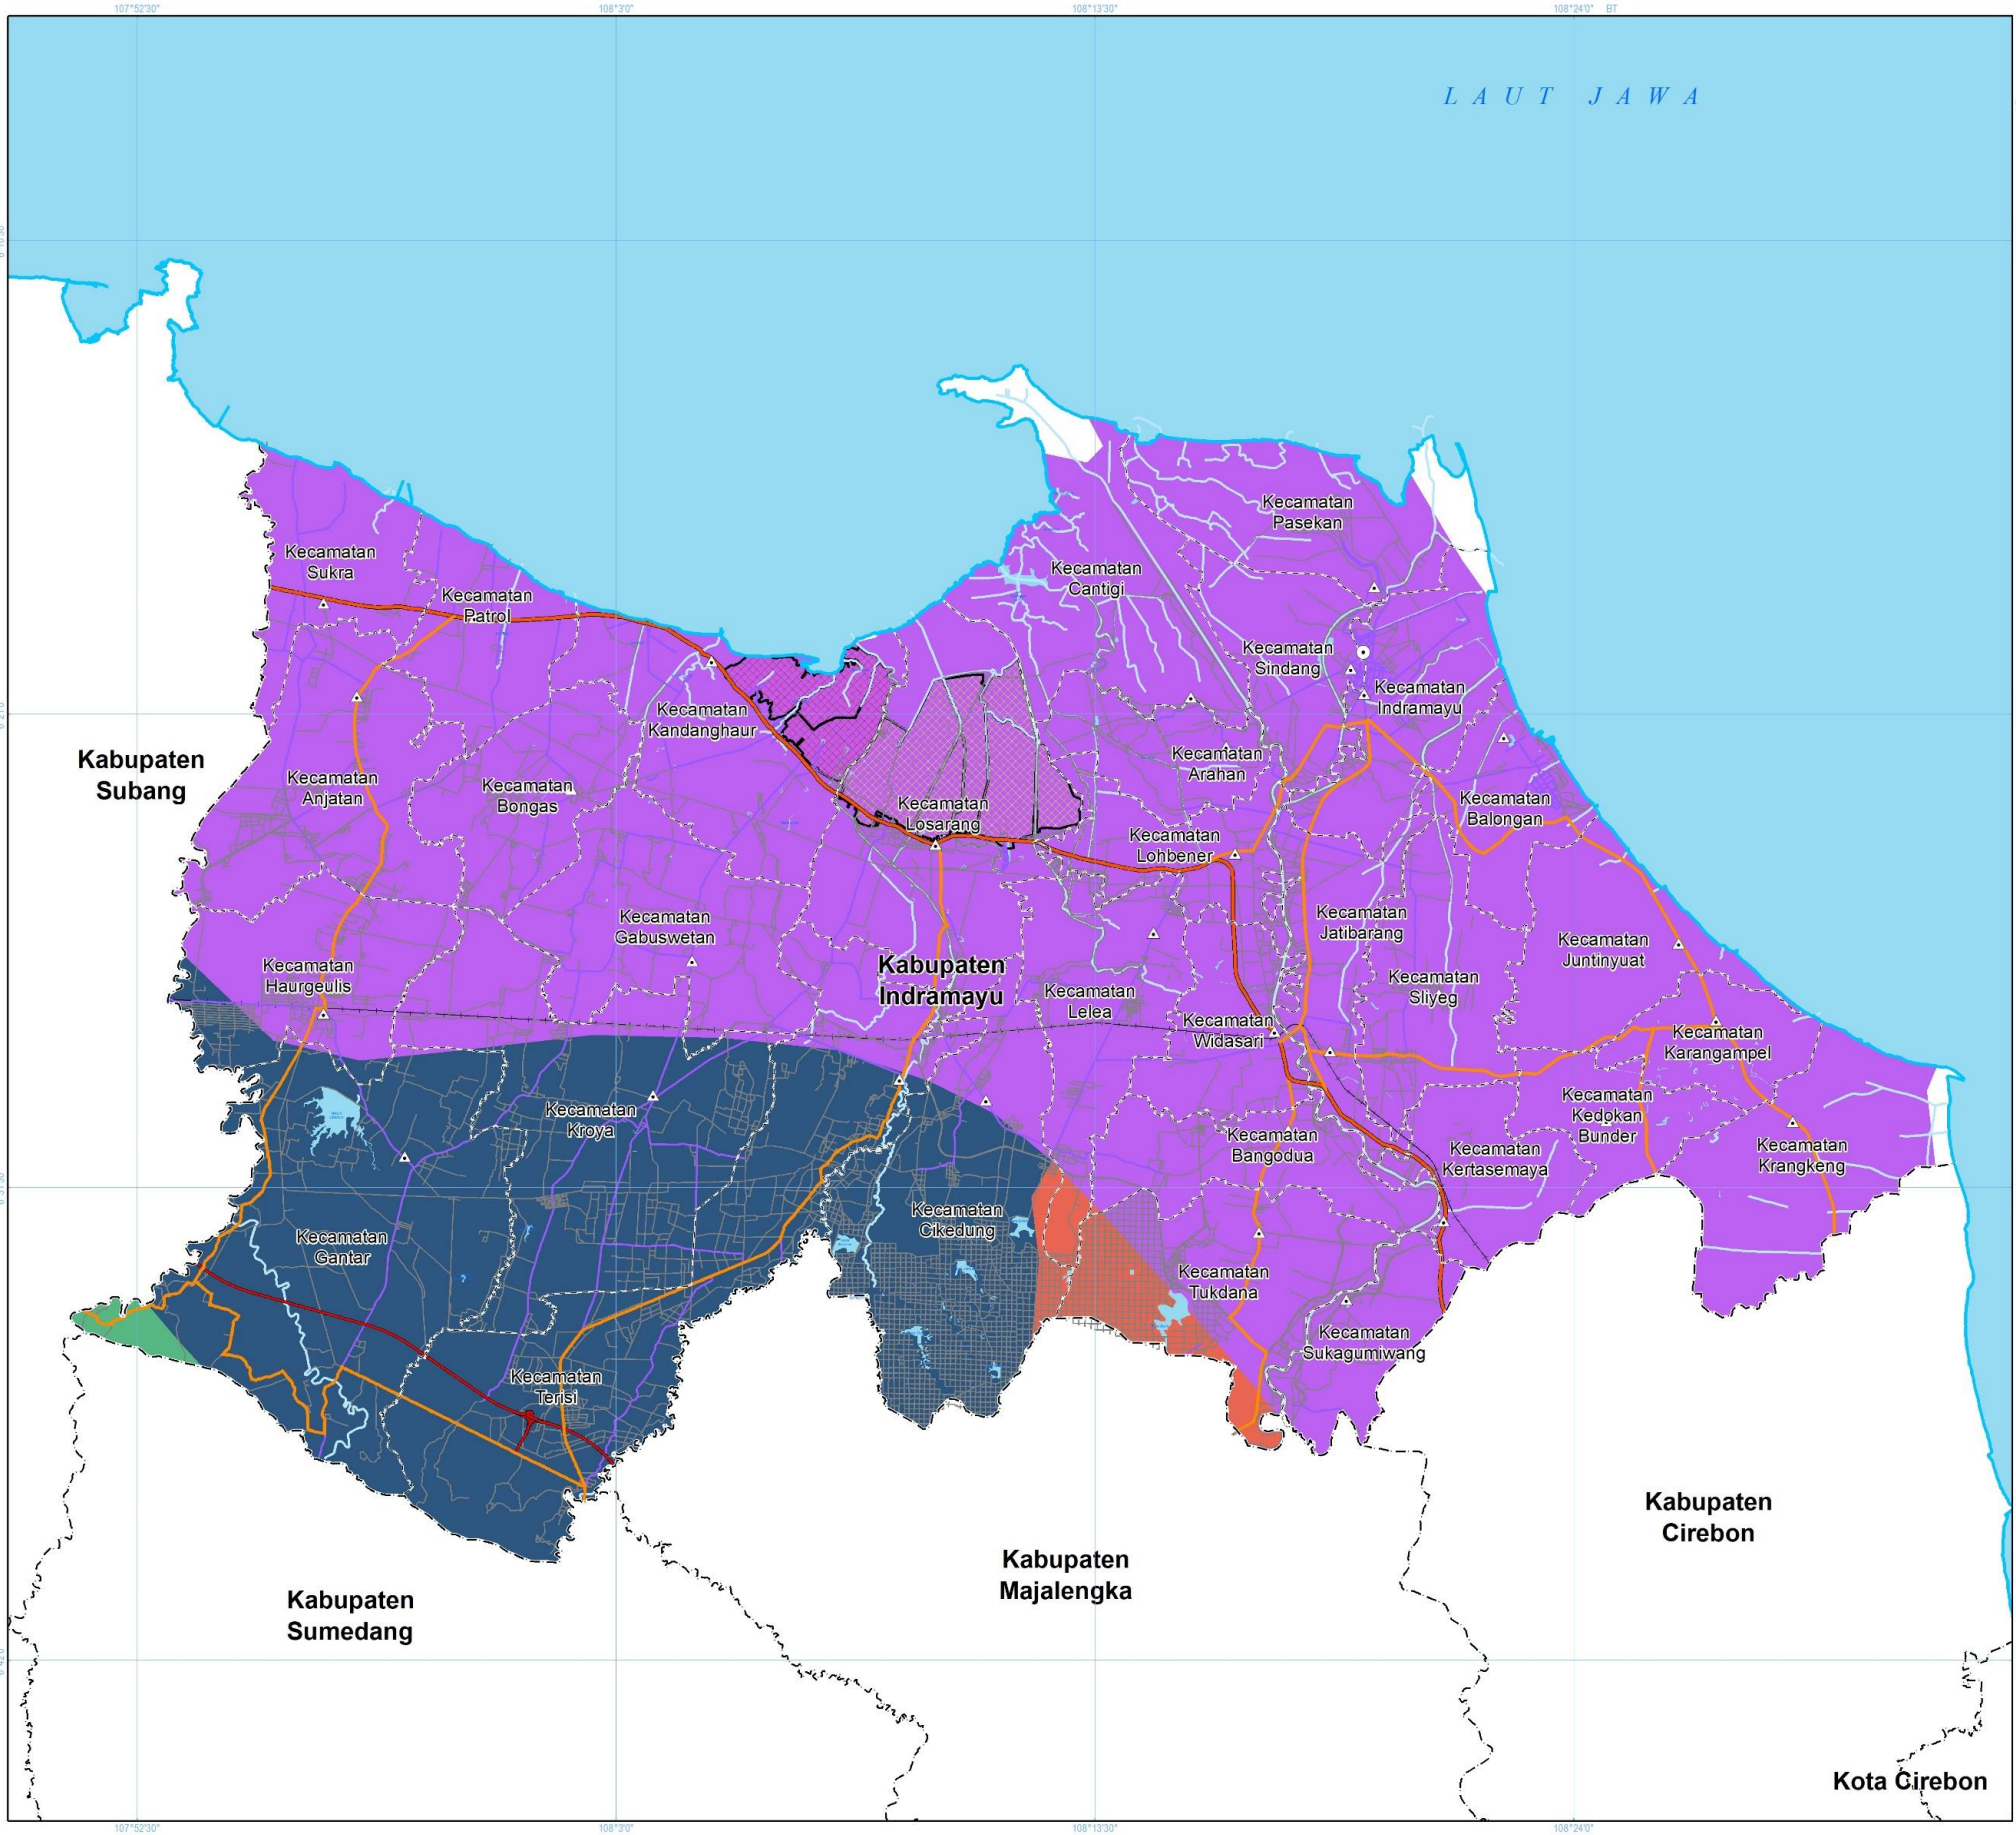 107°52'30"
108°3'0"
108°13'30"
108°24'0" BT
LAUT JAWA
Kecamatan
Pasekan
Kecamatan
Sukra
Kecamatan
Cantigi
Kecamatan
Patrol
Kecamatan
Sindang
Kecamatan
Indramayu
Kecamatan
Kandanghaur
Kabupaten
Subang
Kecamatan
Arahan
Kecamatan
Anjatan
Kecamatan
Bongas
Kecamatan
Balongan
Kecamatan
Losarang
Kecamatan
Lohbener
Kecamatan
Gabuswetan
Kecamatan
Jatibarang
Kecamatan
Juntinyuat
Kecamatan
Haurgeulis
Kabupaten
Indramayu
Kecamatan
Sliyeg
Kecamatan
Lelea
Kecamatan
Widasari
Kecamatan
Karangampel
Kecamatan
Kroya
Kecamatan
Kedokan
Bunder
Kecamatan
Bangodua
Kecamatan
Kertasemaya
Kecamatan
Krangkeng
Kecamatan
Cikedung
Kecamatan
Gantar
Kecamatan
Tukdana
Kecamatan
Sukagumiwang
Kecamatan
Terisi
Kabupaten
Cirebon
Kabupaten
Majalengka
Kabupaten
Sumedang
Kota Cirebon
107°52'30"
108°3'0"
108°13'30"
108°24'0"